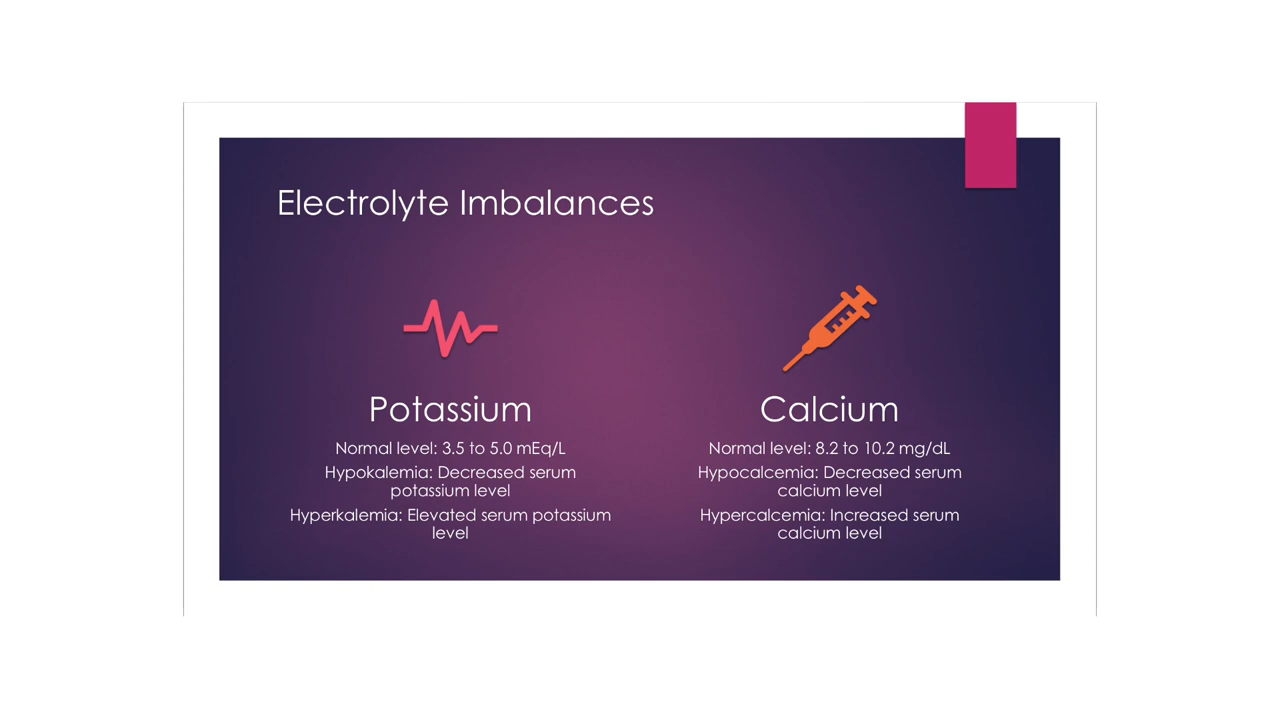 Electrolyte Imbalances
Potassium
Normal level: 3.5 to 5.0 mEq/L
Hypokalemia: Decreased serum
potassium level
Hyperkalemia: Elevated serum potassium
level
Calcium
Normal level: 8.2 to 10.2 mg/dL
Hypocalcemia: Decreased serum
calcium level
Hypercalcemia: Increased serum
calcium level